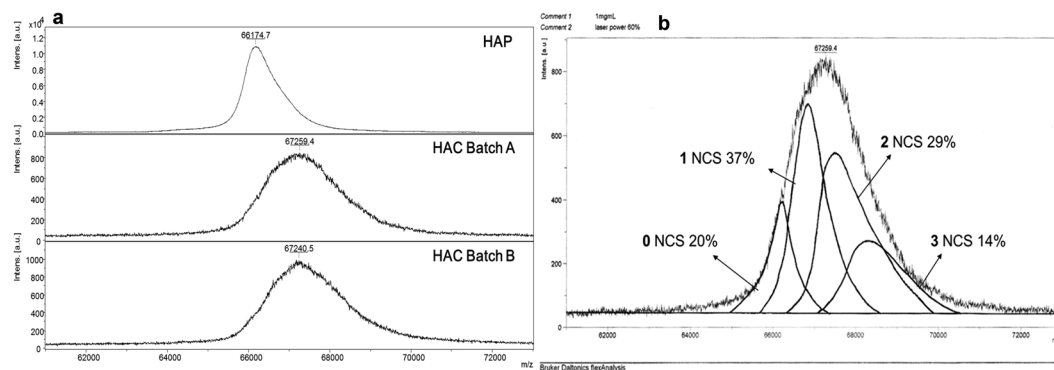 a
x10⁴
Intens. [a.u.]
1.2
1.0
0.8
0.6
0.4
0.2
0.0
66174.7
HAP
Intens. [a.u.]
800
600
400
200
0
67259.4
HAC Batch A
Intens. [a.u.]
1000
800
600
400
200
0
67240.5
HAC Batch B
62000 64000 66000 68000 70000 72000
m/z
Comment 1 1mgmL
Comment 2 laser power 60%
b
Intens. [a.u.]
800
600
400
200
0
67259.4
1 NCS 37%
2 NCS 29%
0 NCS 20%
3 NCS 14%
62000 64000 66000 68000 70000 72000
Bruker Daltonics flexAnalysis